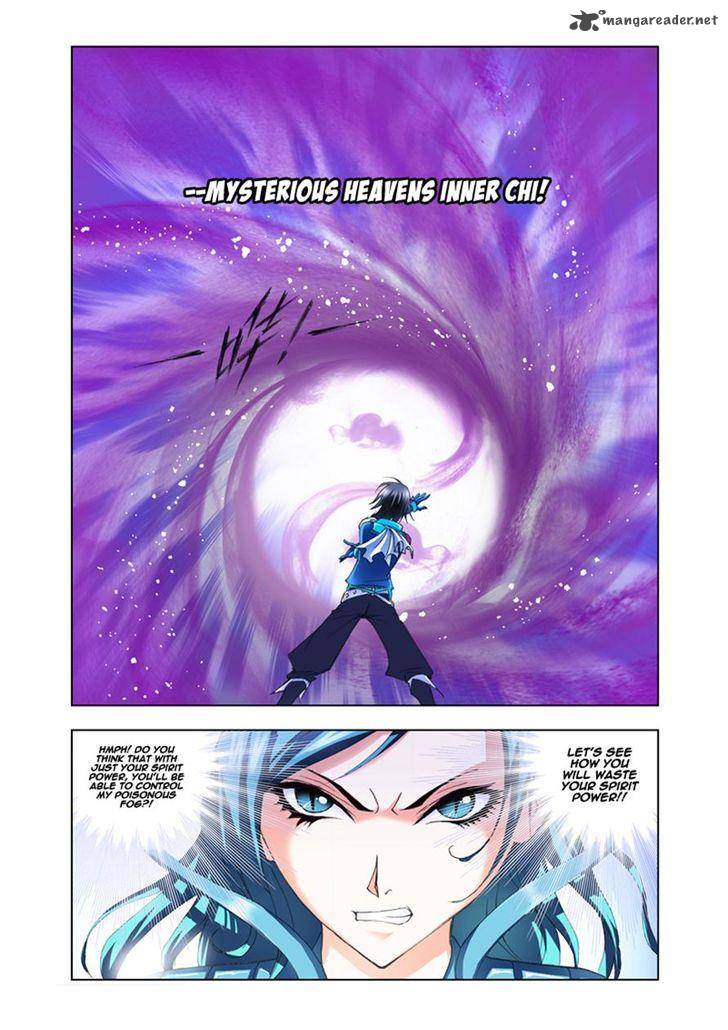 mangareader.net
--MYSTERIOUS HEAVENS INNER CHI!
HMPH! DO YOU
THINK THAT WITH
JUST YOUR SPIRIT
POWER, YOU'LL BE
ABLE TO CONTROL
MY POISONOUS
FOG?!
LET'S SEE
HOW YOU
WILL WASTE
YOUR SPIRIT
POWER!!